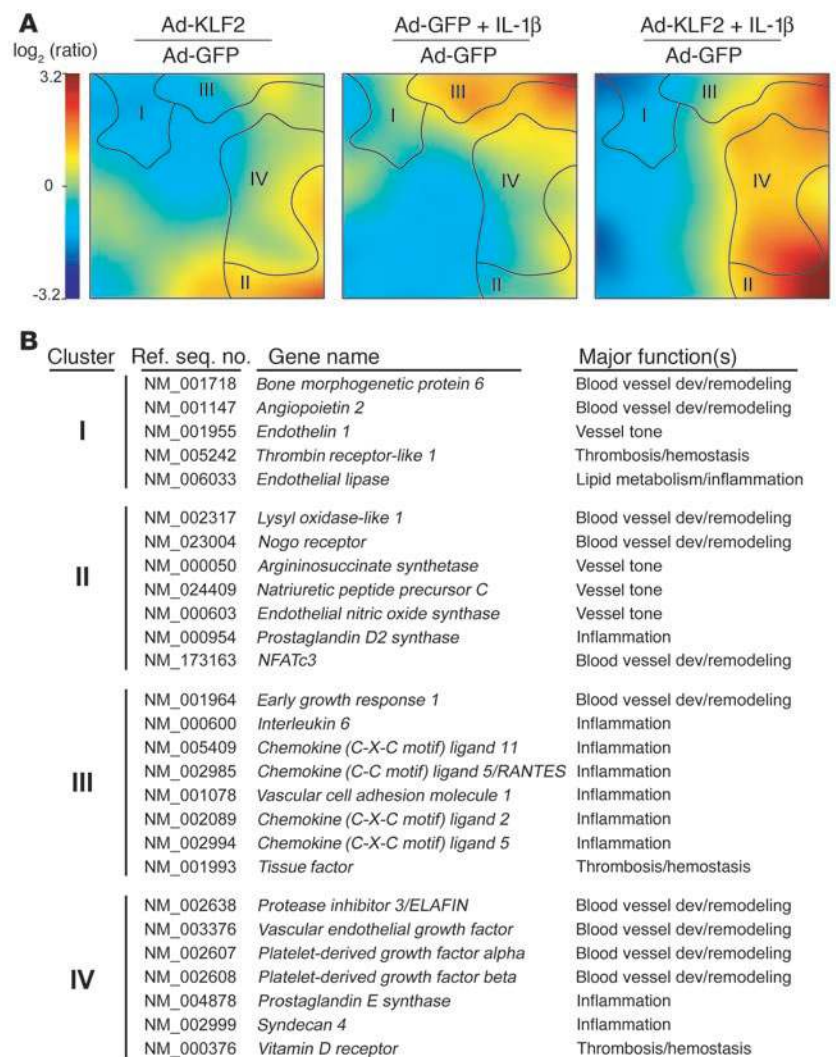 A
Ad-KLF2
Ad-GFP
Ad-GFP + IL-1β
Ad-GFP
Ad-KLF2 + IL-1β
Ad-GFP
log2 (ratio)
3.2
0
-3.2
I
III
IV
II
I
III
IV
II
I
III
IV
II
B
Cluster Ref. seq. no. Gene name Major function(s)
I
NM_001718 Bone morphogenetic protein 6 Blood vessel dev/remodeling
NM_001147 Angiopoietin 2 Blood vessel dev/remodeling
NM_001955 Endothelin 1 Vessel tone
NM_005242 Thrombin receptor-like 1 Thrombosis/hemostasis
NM_006033 Endothelial lipase Lipid metabolism/inflammation
II
NM_002317 Lysyl oxidase-like 1 Blood vessel dev/remodeling
NM_023004 Nogo receptor Blood vessel dev/remodeling
NM_000050 Argininosuccinate synthetase Vessel tone
NM_024409 Natriuretic peptide precursor C Vessel tone
NM_000603 Endothelial nitric oxide synthase Vessel tone
NM_000954 Prostaglandin D2 synthase Inflammation
NM_173163 NFATc3 Blood vessel dev/remodeling
III
NM_001964 Early growth response 1 Blood vessel dev/remodeling
NM_000600 Interleukin 6 Inflammation
NM_005409 Chemokine (C-X-C motif) ligand 11 Inflammation
NM_002985 Chemokine (C-C motif) ligand 5/RANTES Inflammation
NM_001078 Vascular cell adhesion molecule 1 Inflammation
NM_002089 Chemokine (C-X-C motif) ligand 2 Inflammation
NM_002994 Chemokine (C-X-C motif) ligand 5 Inflammation
NM_001993 Tissue factor Thrombosis/hemostasis
IV
NM_002638 Protease inhibitor 3/ELAFIN Blood vessel dev/remodeling
NM_003376 Vascular endothelial growth factor Blood vessel dev/remodeling
NM_002607 Platelet-derived growth factor alpha Blood vessel dev/remodeling
NM_002608 Platelet-derived growth factor beta Blood vessel dev/remodeling
NM_004878 Prostaglandin E synthase Inflammation
NM_002999 Syndecan 4 Inflammation
NM_000376 Vitamin D receptor Thrombosis/hemostasis